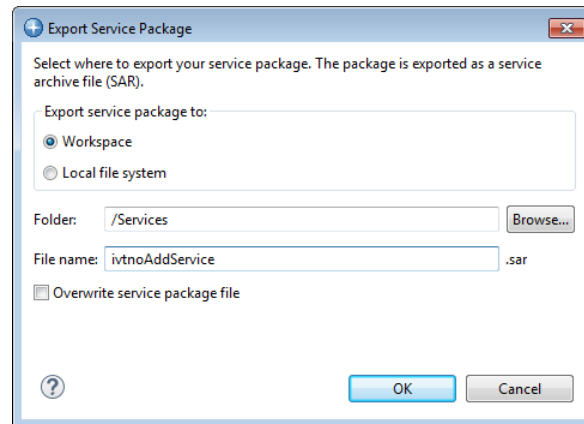 Export Service Package
Select where to export your service package. The package is exported as a service
archive file (SAR).
Export service package to:
Workspace
Local file system
Folder: /Services Browse...
File name: ivtnoAddService .sar
Overwrite service package file
? OK Cancel